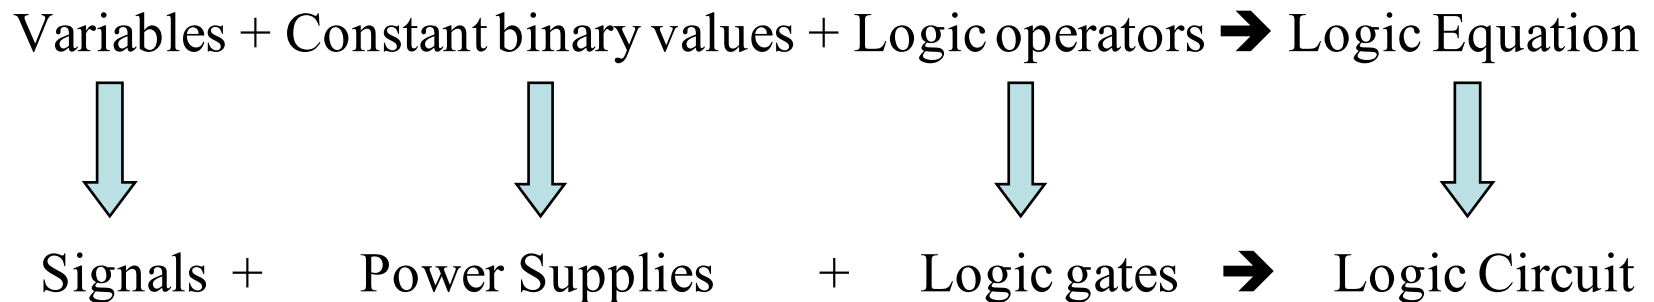 Variables + Constant binary values + Logic operators ➔ Logic Equation
Signals + Power Supplies + Logic gates ➔ Logic Circuit